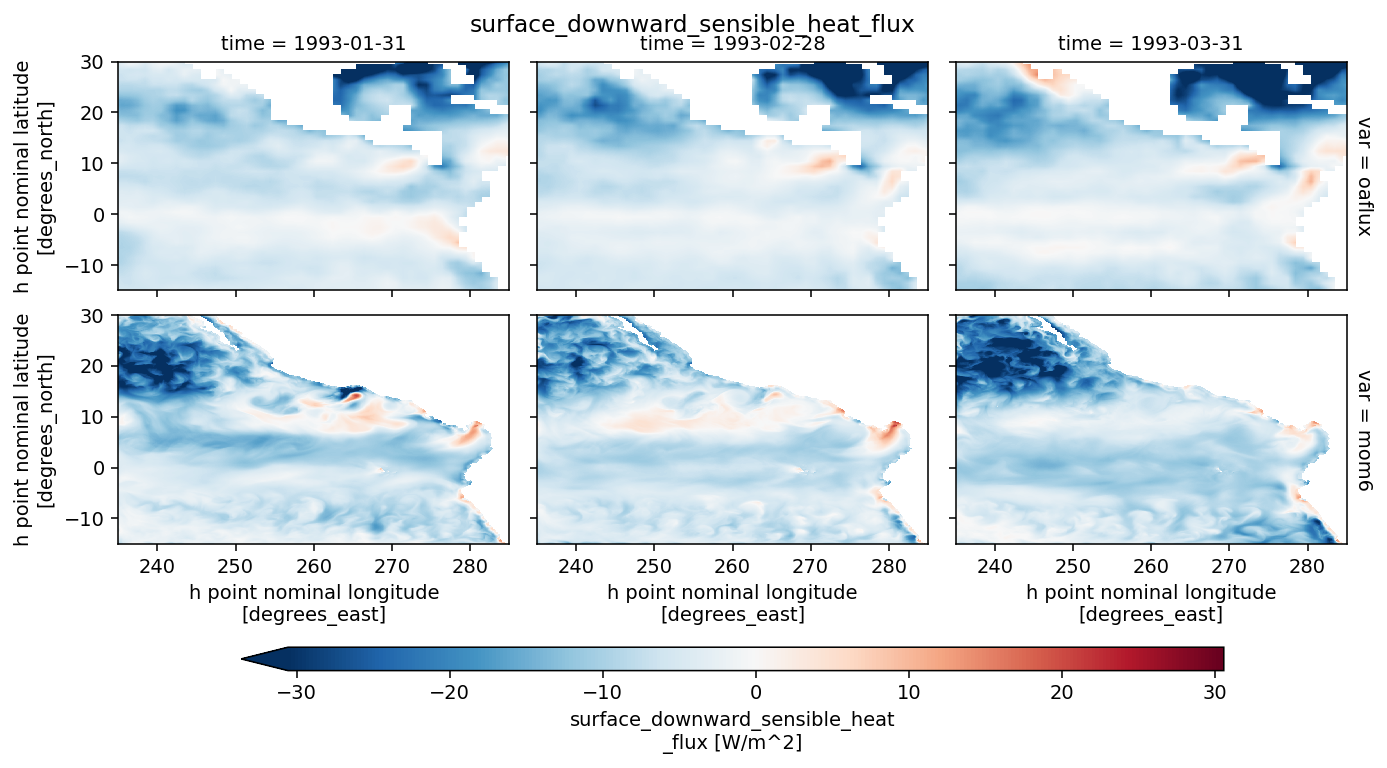 surface_downward_sensible_heat_flux
time = 1993-01-31
time = 1993-02-28
time = 1993-03-31
h point nominal latitude
[degrees_north]
30
20
10
0
−10
var = oaflux
h point nominal latitude
[degrees_north]
30
20
10
0
−10
var = mom6
240 250 260 270 280
240 250 260 270 280
240 250 260 270 280
h point nominal longitude
[degrees_east]
h point nominal longitude
[degrees_east]
h point nominal longitude
[degrees_east]
−30 −20 −10 0 10 20 30
surface_downward_sensible_heat
_flux [W/m^2]